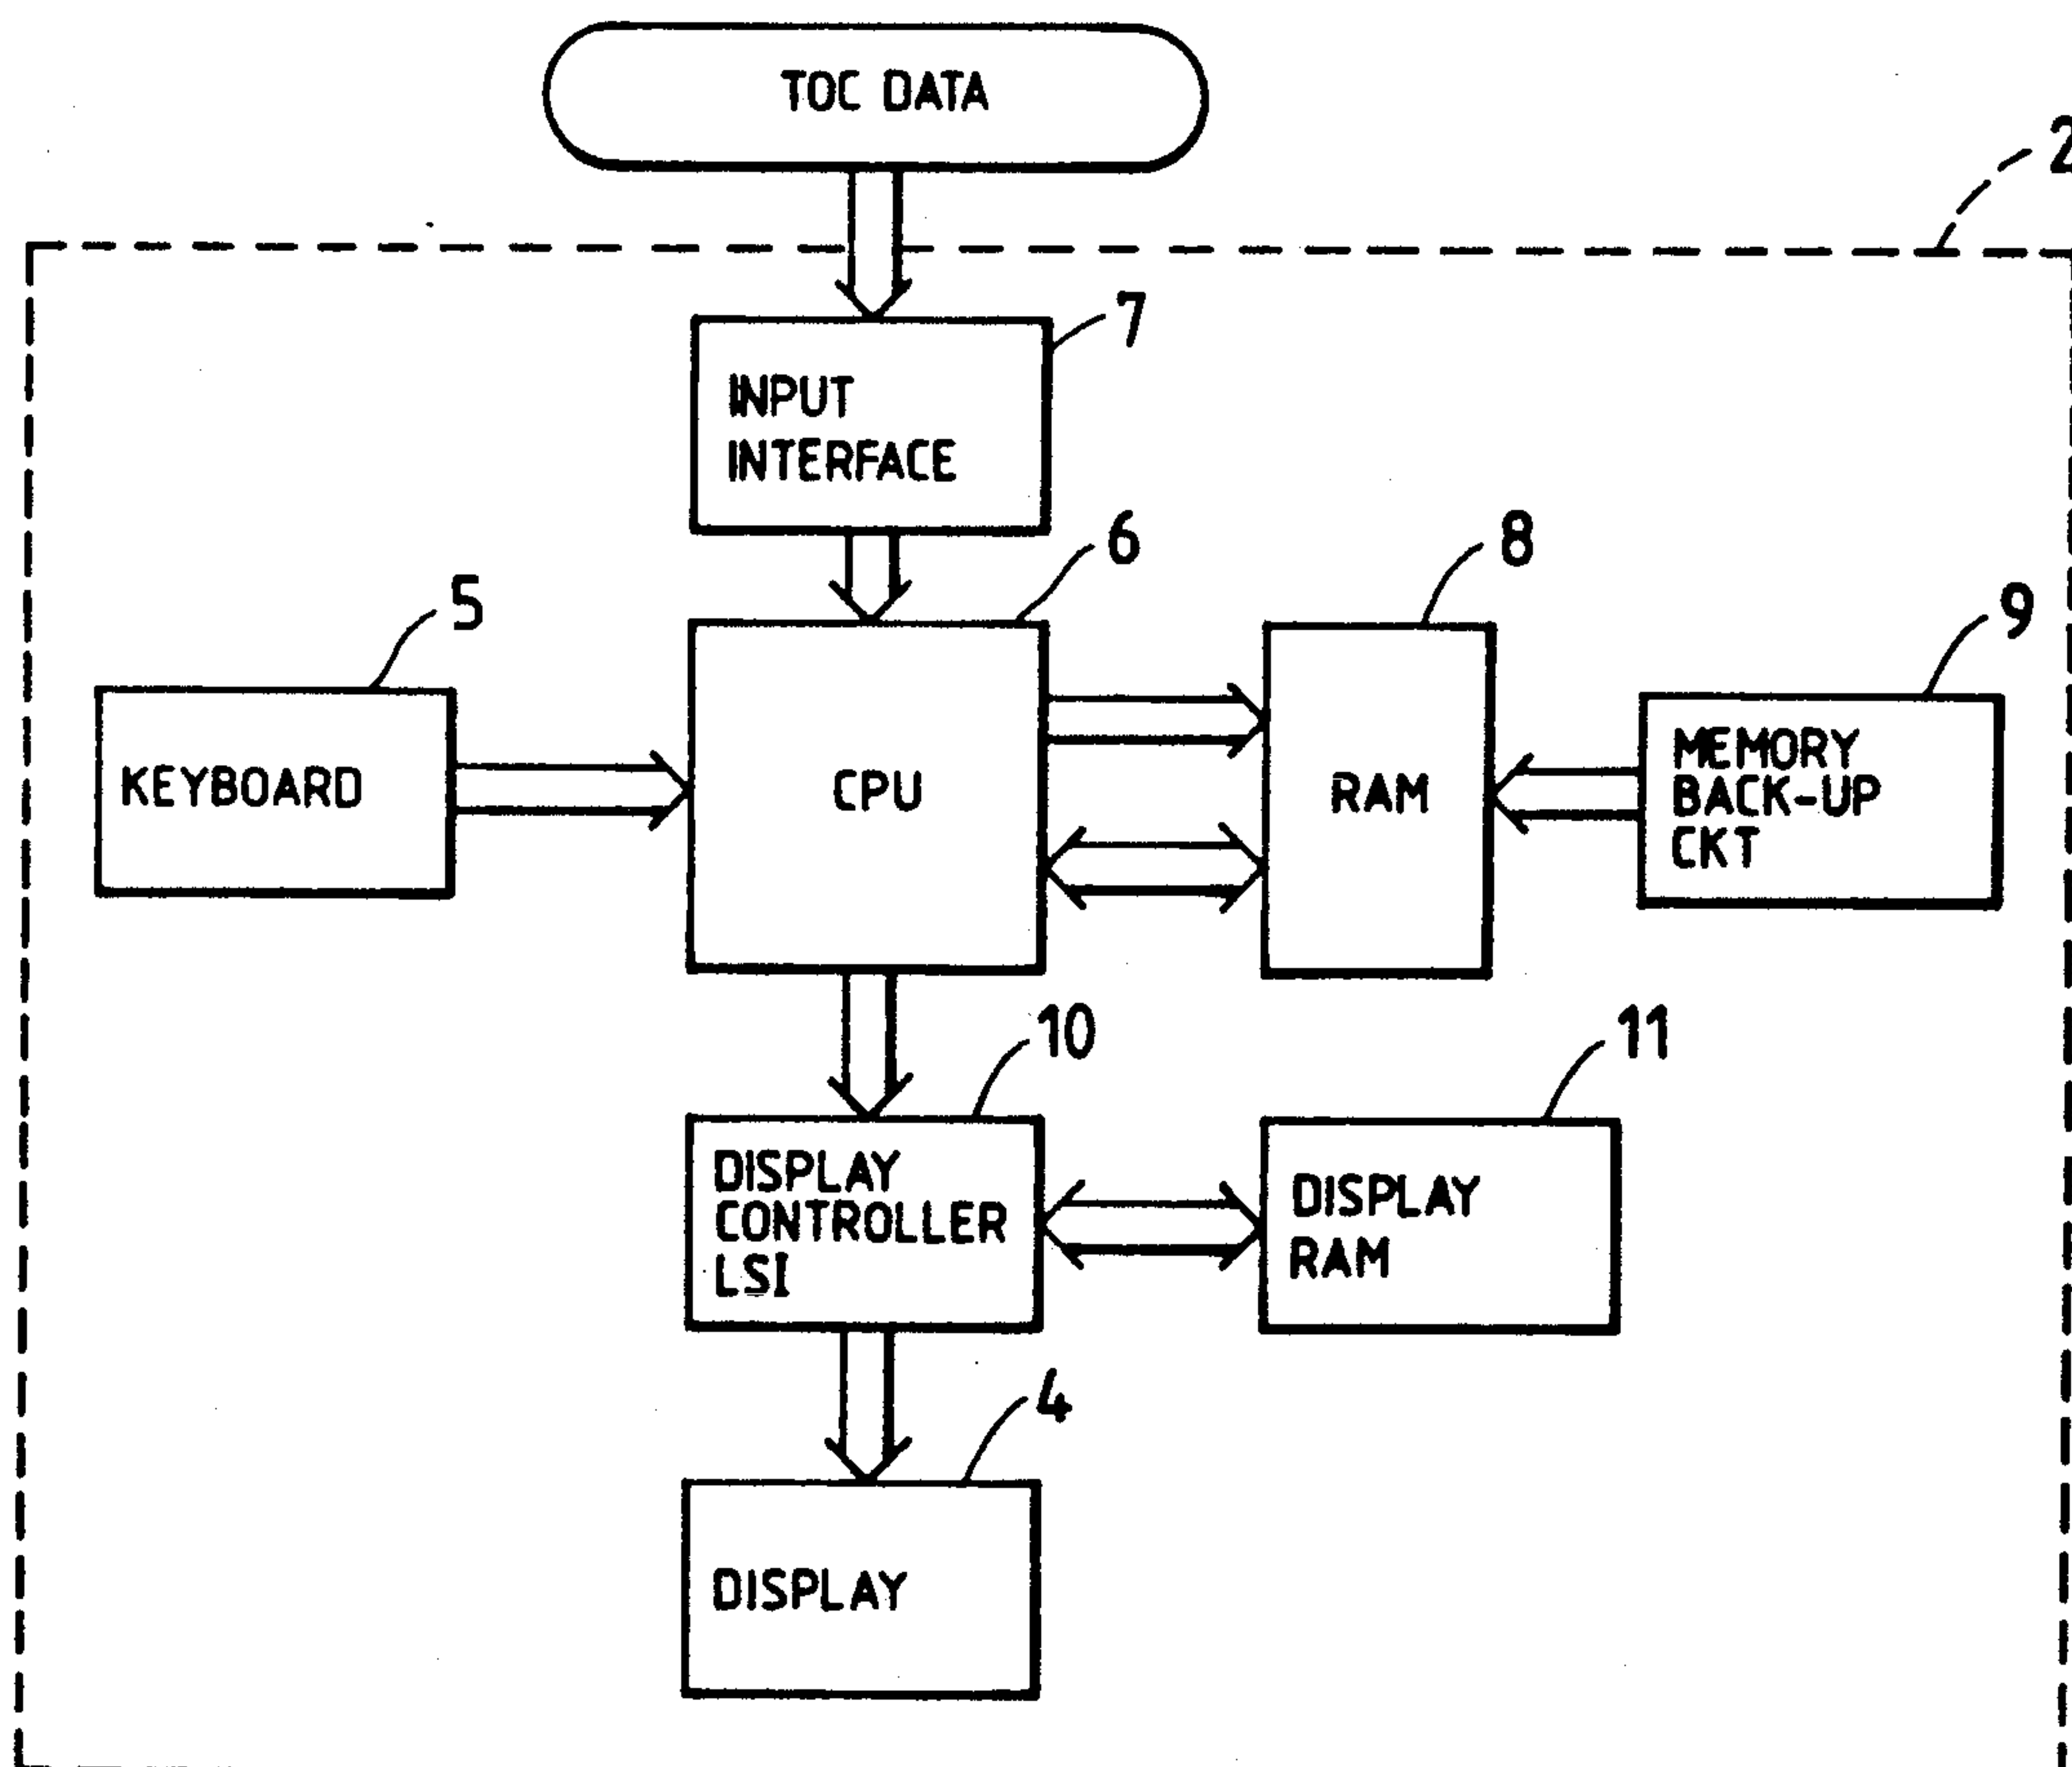 TOC DATA
2
7
INPUT
INTERFACE
6
8
5
9
KEYBOARD
CPU
RAM
MEMORY
BACK-UP
CKT
10
11
DISPLAY
CONTROLLER
LSI
DISPLAY
RAM
4
DISPLAY